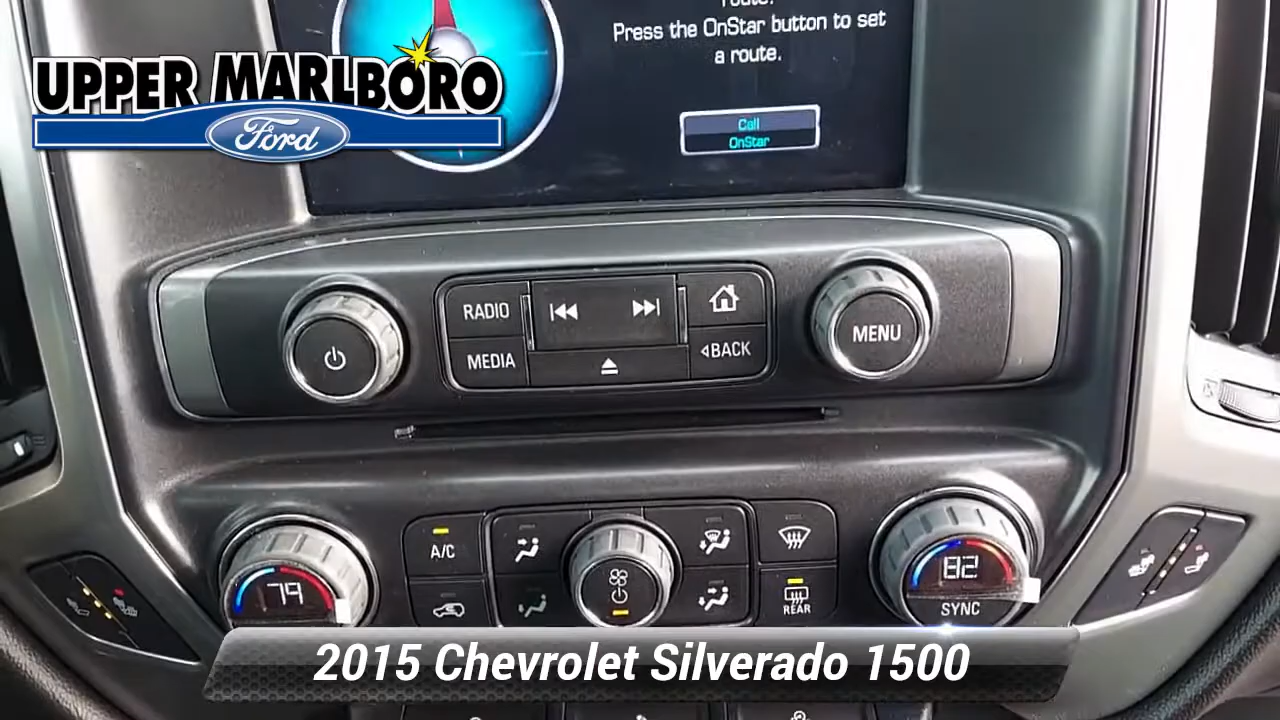 route.
Press the OnStar button to set
a route.
Call
OnStar
UPPER MARLBORO
Ford
RADIO
MEDIA
BACK
MENU
A/C
REAR
79
82
SYNC
2015 Chevrolet Silverado 1500